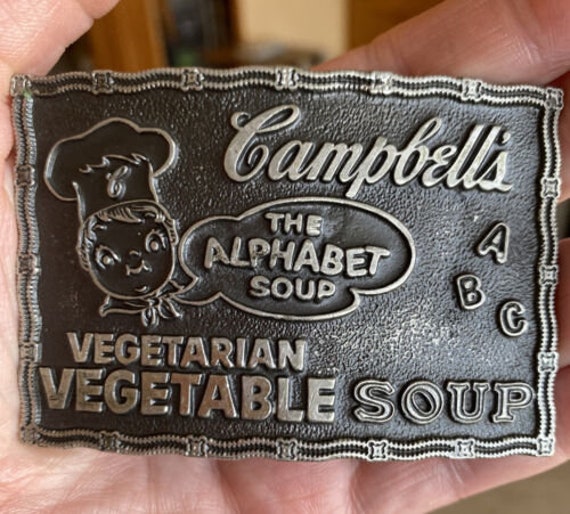 Campbell's
C
THE
ALPHABET
SOUP
A
B
C
VEGETARIAN
VEGETABLE SOUP